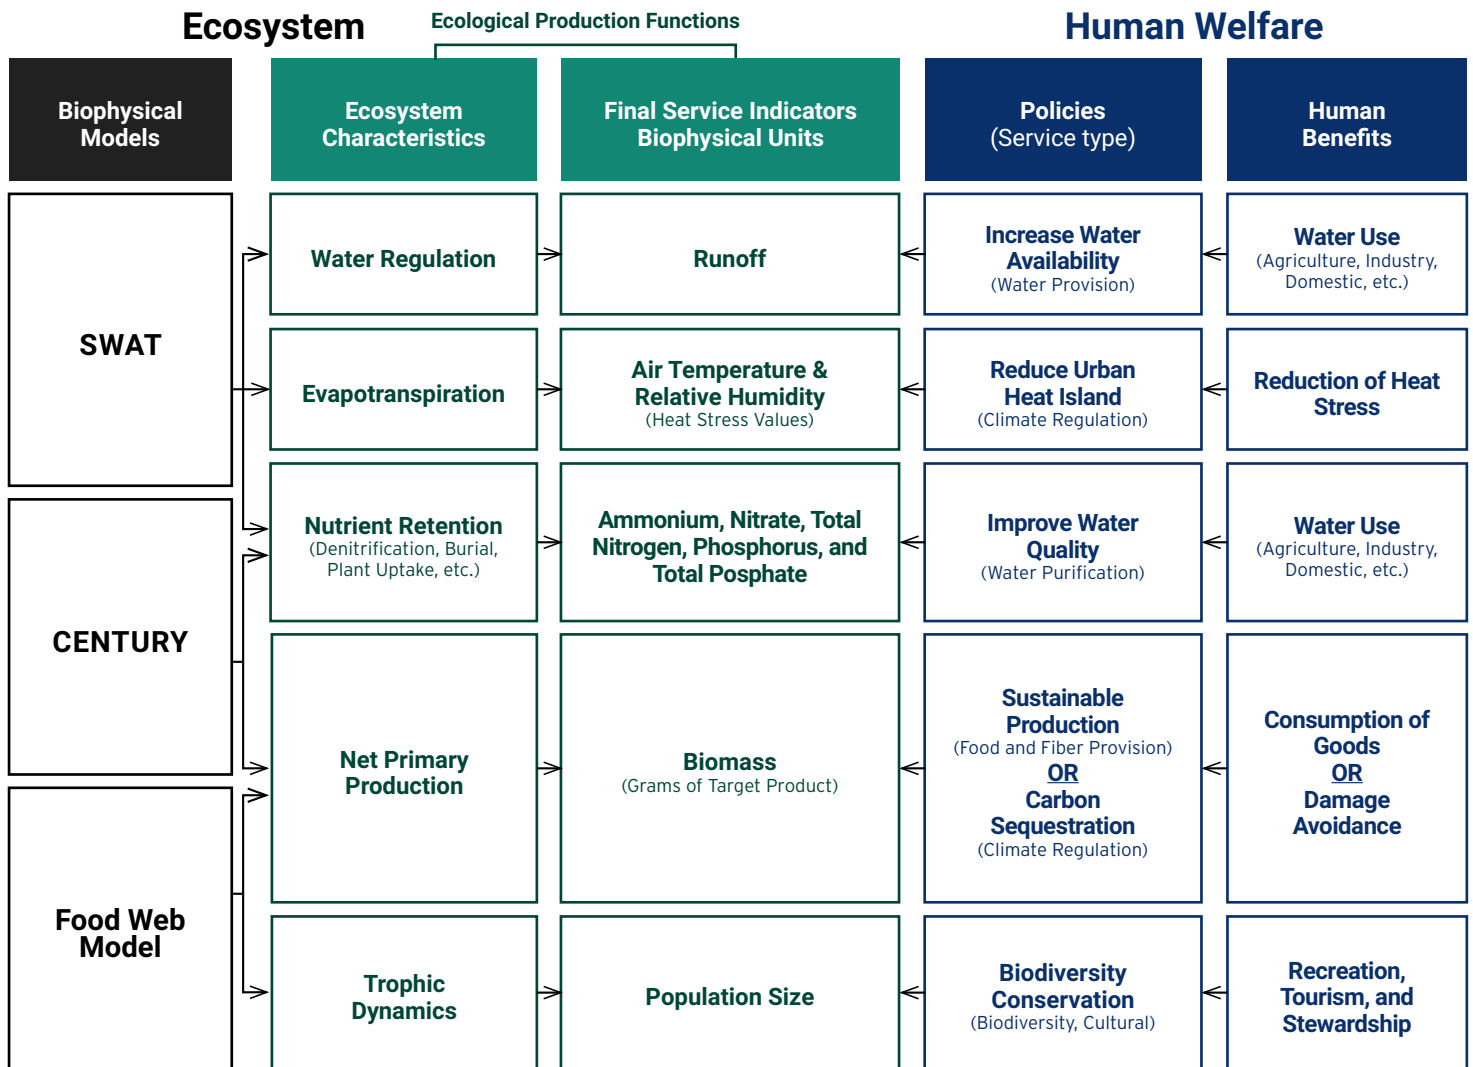 Ecosystem
Ecological Production Functions
Human Welfare
Biophysical
Models
Ecosystem
Characteristics
Final Service Indicators
Biophysical Units
Policies
(Service type)
Human
Benefits
SWAT
CENTURY
Food Web
Model
Water Regulation
Runoff
Increase Water
Availability
(Water Provision)
Water Use
(Agriculture, Industry,
Domestic, etc.)
Evapotranspiration
Air Temperature &
Relative Humidity
(Heat Stress Values)
Reduce Urban
Heat Island
(Climate Regulation)
Reduction of Heat
Stress
Nutrient Retention
(Denitrification, Burial,
Plant Uptake, etc.)
Ammonium, Nitrate, Total
Nitrogen, Phosphorus, and
Total Posphate
Improve Water
Quality
(Water Purification)
Water Use
(Agriculture, Industry,
Domestic, etc.)
Net Primary
Production
Biomass
(Grams of Target Product)
Sustainable
Production
(Food and Fiber Provision)
OR
Carbon
Sequestration
(Climate Regulation)
Consumption of
Goods
OR
Damage
Avoidance
Trophic
Dynamics
Population Size
Biodiversity
Conservation
(Biodiversity, Cultural)
Recreation,
Tourism, and
Stewardship